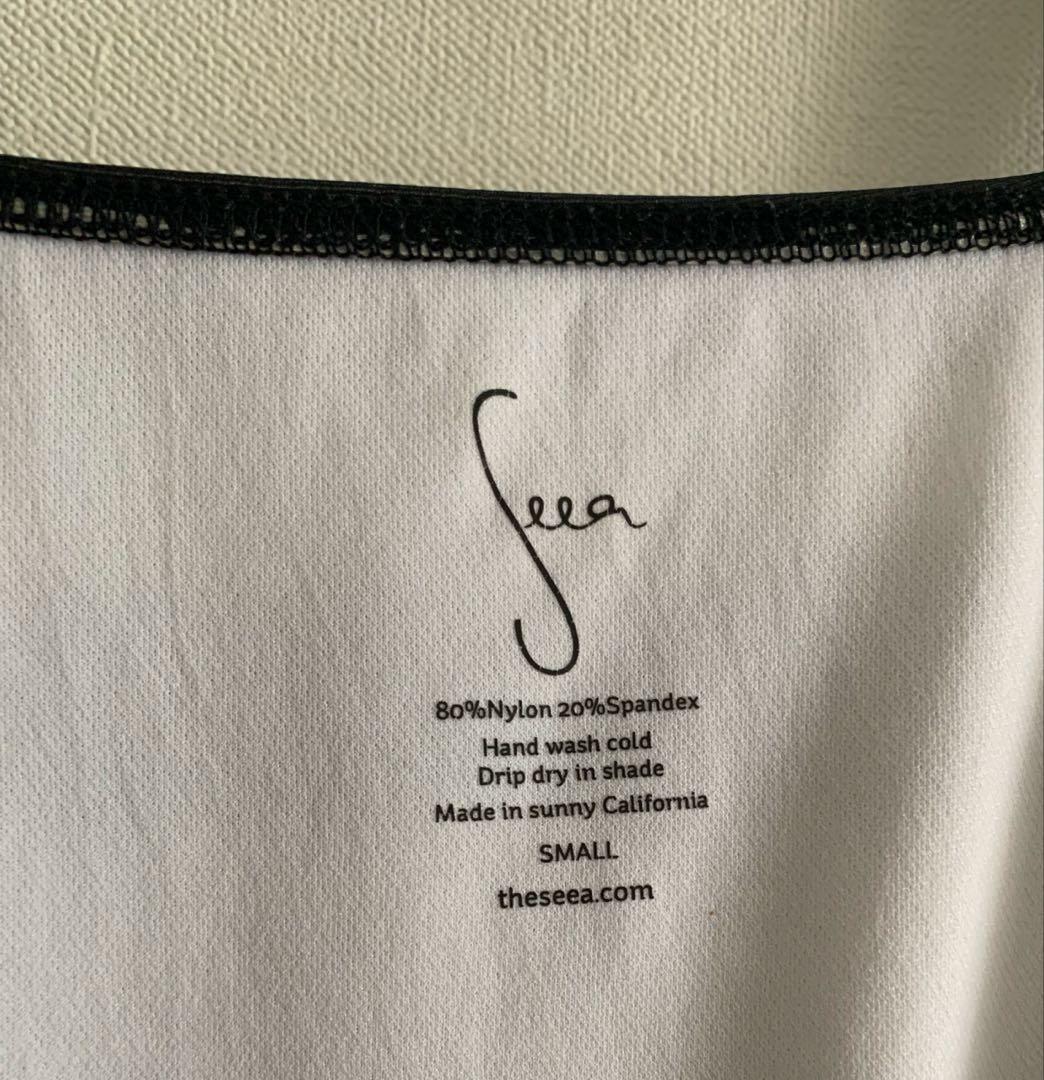 Seea
80%Nylon 20%Spandex
Hand wash cold
Drip dry in shade
Made in sunny California
SMALL
theseea.com